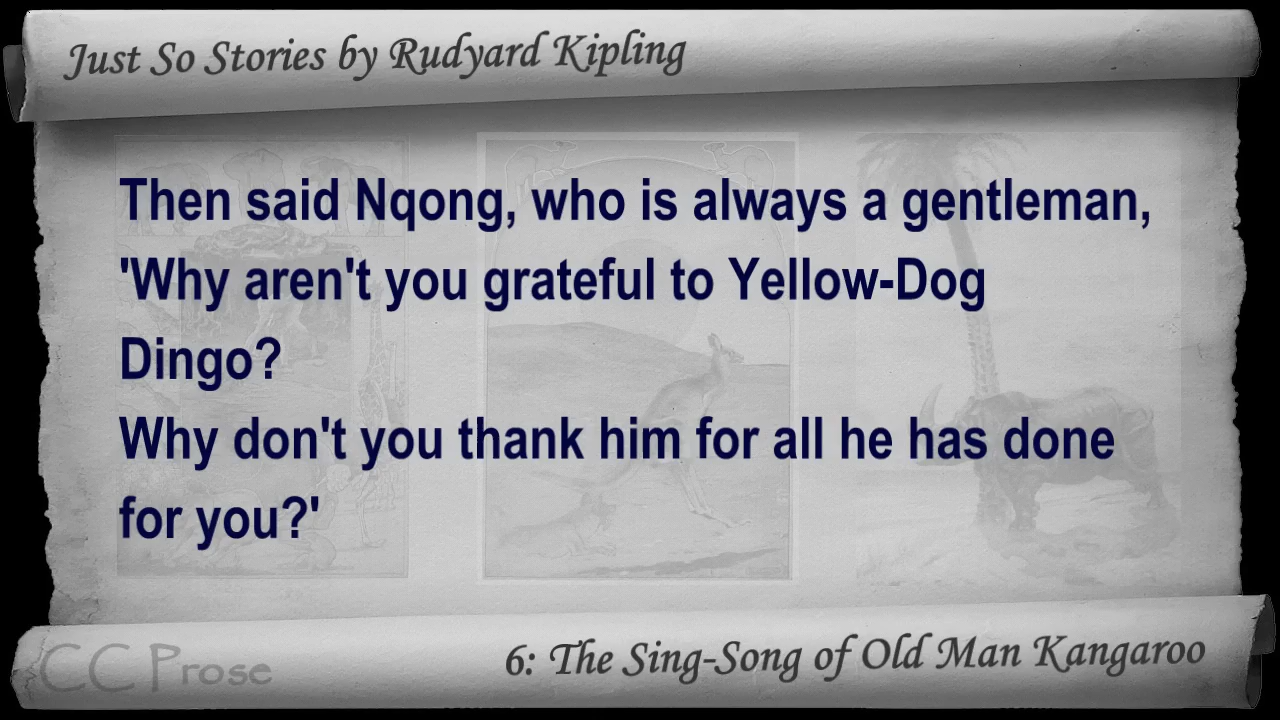 Just So Stories by Rudyard Kipling
Then said Nqong, who is always a gentleman,
'Why aren't you grateful to Yellow-Dog
Dingo?
Why don't you thank him for all he has done
for you?'
CC Prose
6: The Sing-Song of Old Man Kangaroo